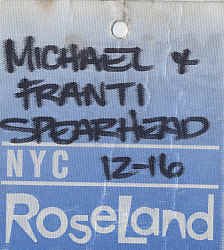 MICHAEL &
FRANTI
SPEARHEAD
NYC 12-16
ROSELAND